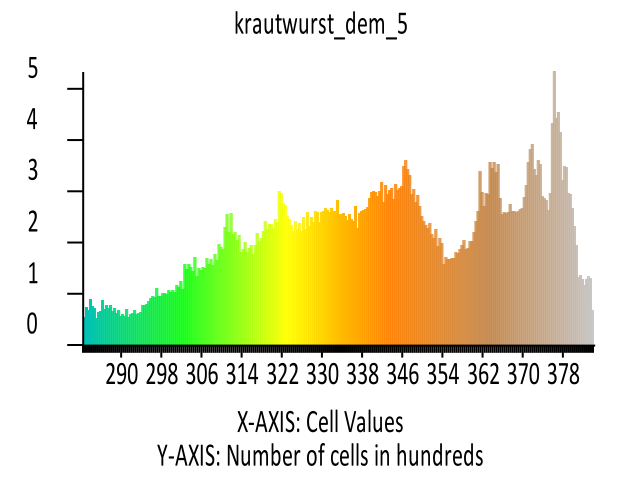 krautwurst_dem_5
5
4
3
2
1
0
290 298 306 314 322 330 338 346 354 362 370 378
X-AXIS: Cell Values
Y-AXIS: Number of cells in hundreds